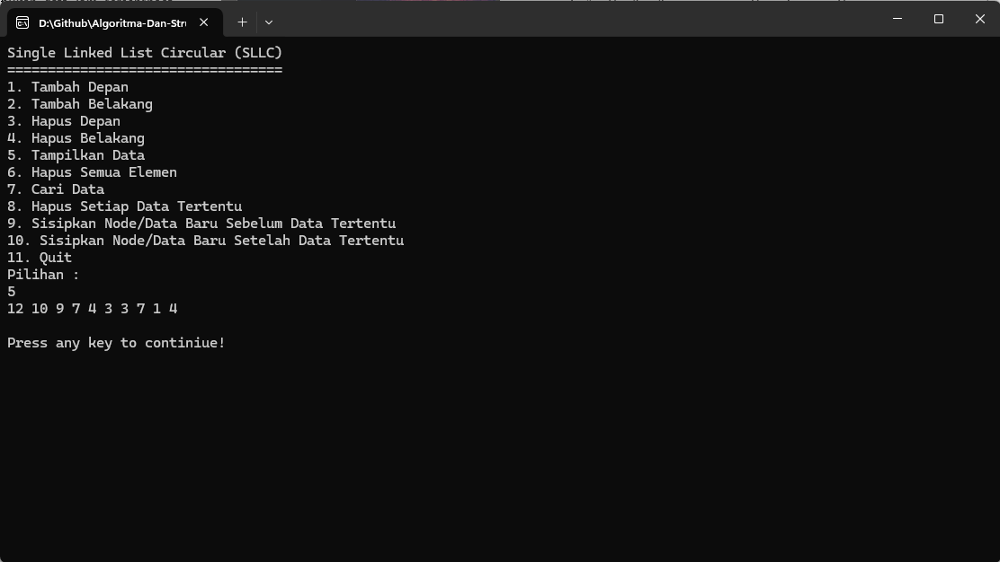 D:\Github\Algoritma-Dan-Str
Single Linked List Circular (SLLC)
==================================
1. Tambah Depan
2. Tambah Belakang
3. Hapus Depan
4. Hapus Belakang
5. Tampilkan Data
6. Hapus Semua Elemen
7. Cari Data
8. Hapus Setiap Data Tertentu
9. Sisipkan Node/Data Baru Sebelum Data Tertentu
10. Sisipkan Node/Data Baru Setelah Data Tertentu
11. Quit
Pilihan :
5
12 10 9 7 4 3 3 7 1 4
Press any key to continiue!